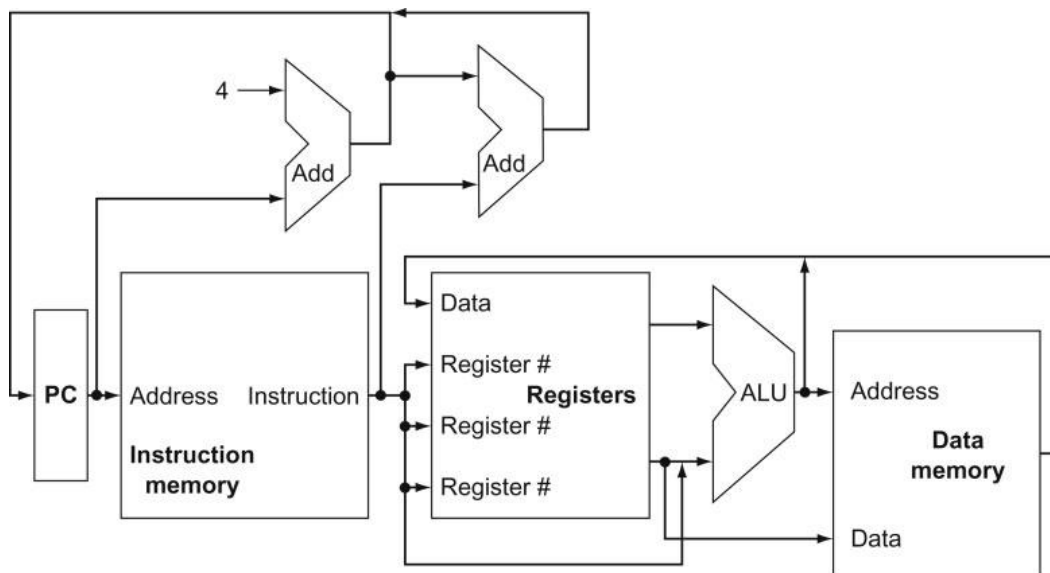 4
Add
Add
Data
Register #
Registers
Register #
Register #
PC
Address
Instruction
Instruction
memory
ALU
Address
Data
memory
Data